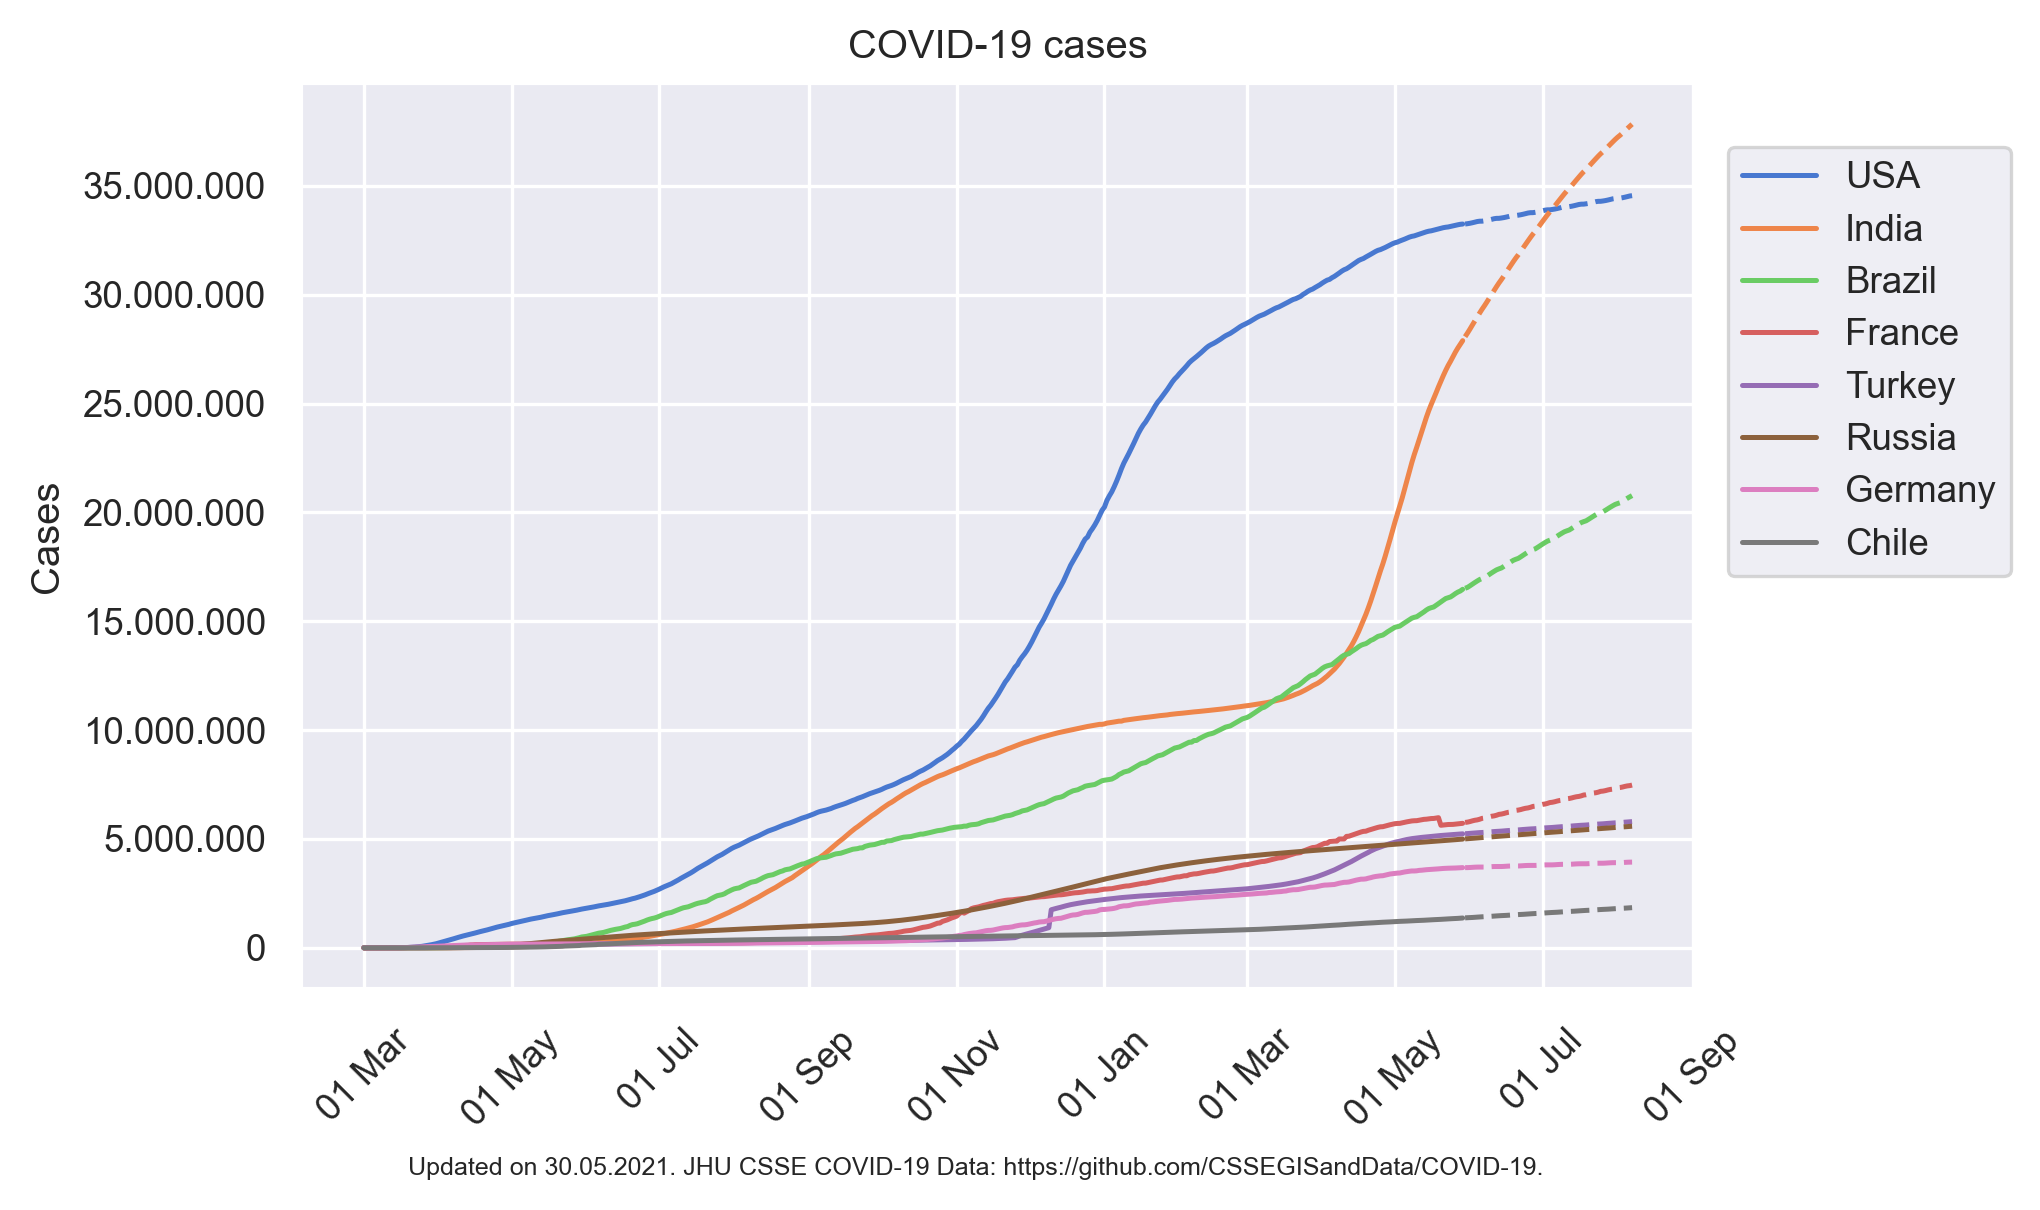 COVID-19 cases
35.000.000
30.000.000
25.000.000
20.000.000
15.000.000
10.000.000
5.000.000
0
Cases
USA
India
Brazil
France
Turkey
Russia
Germany
Chile
01 Mar
01 May
01 Jul
01 Sep
01 Nov
01 Jan
01 Mar
01 May
01 Jul
01 Sep
Updated on 30.05.2021. JHU CSSE COVID-19 Data: https://github.com/CSSEGISandData/COVID-19.